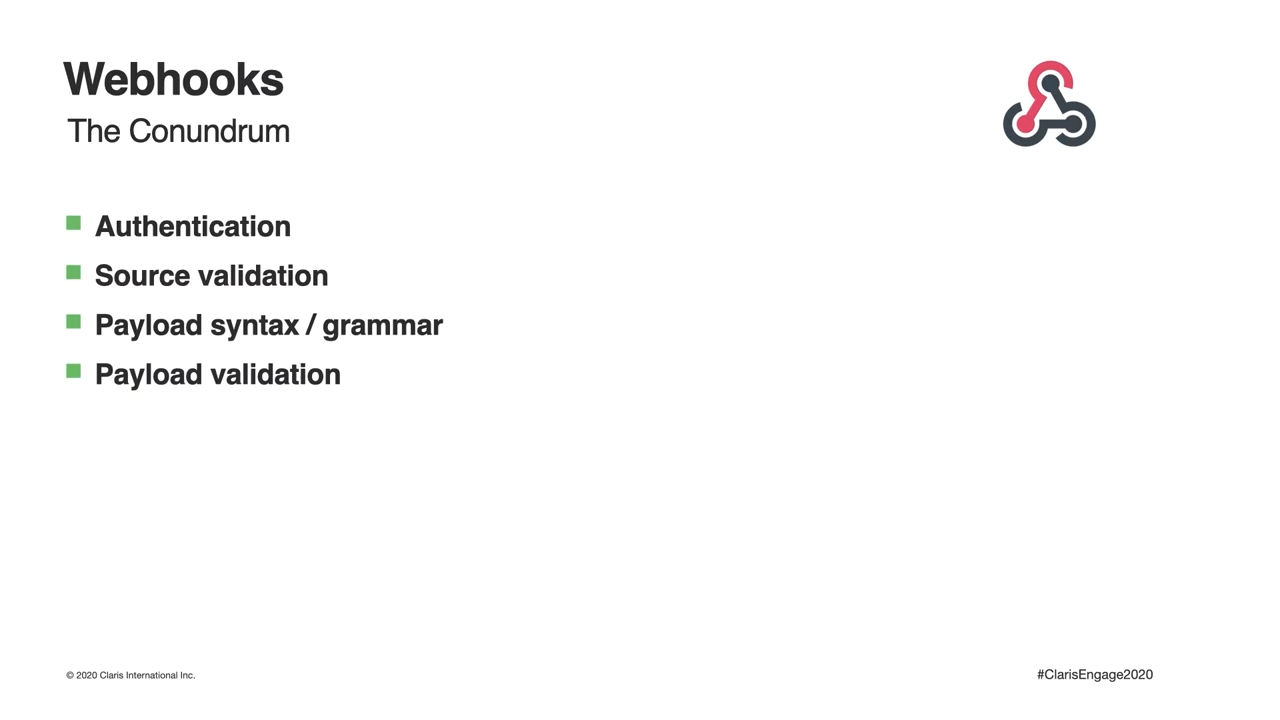 Webhooks
The Conundrum
Authentication
Source validation
Payload syntax / grammar
Payload validation
© 2020 Claris International Inc.
#ClarisEngage2020